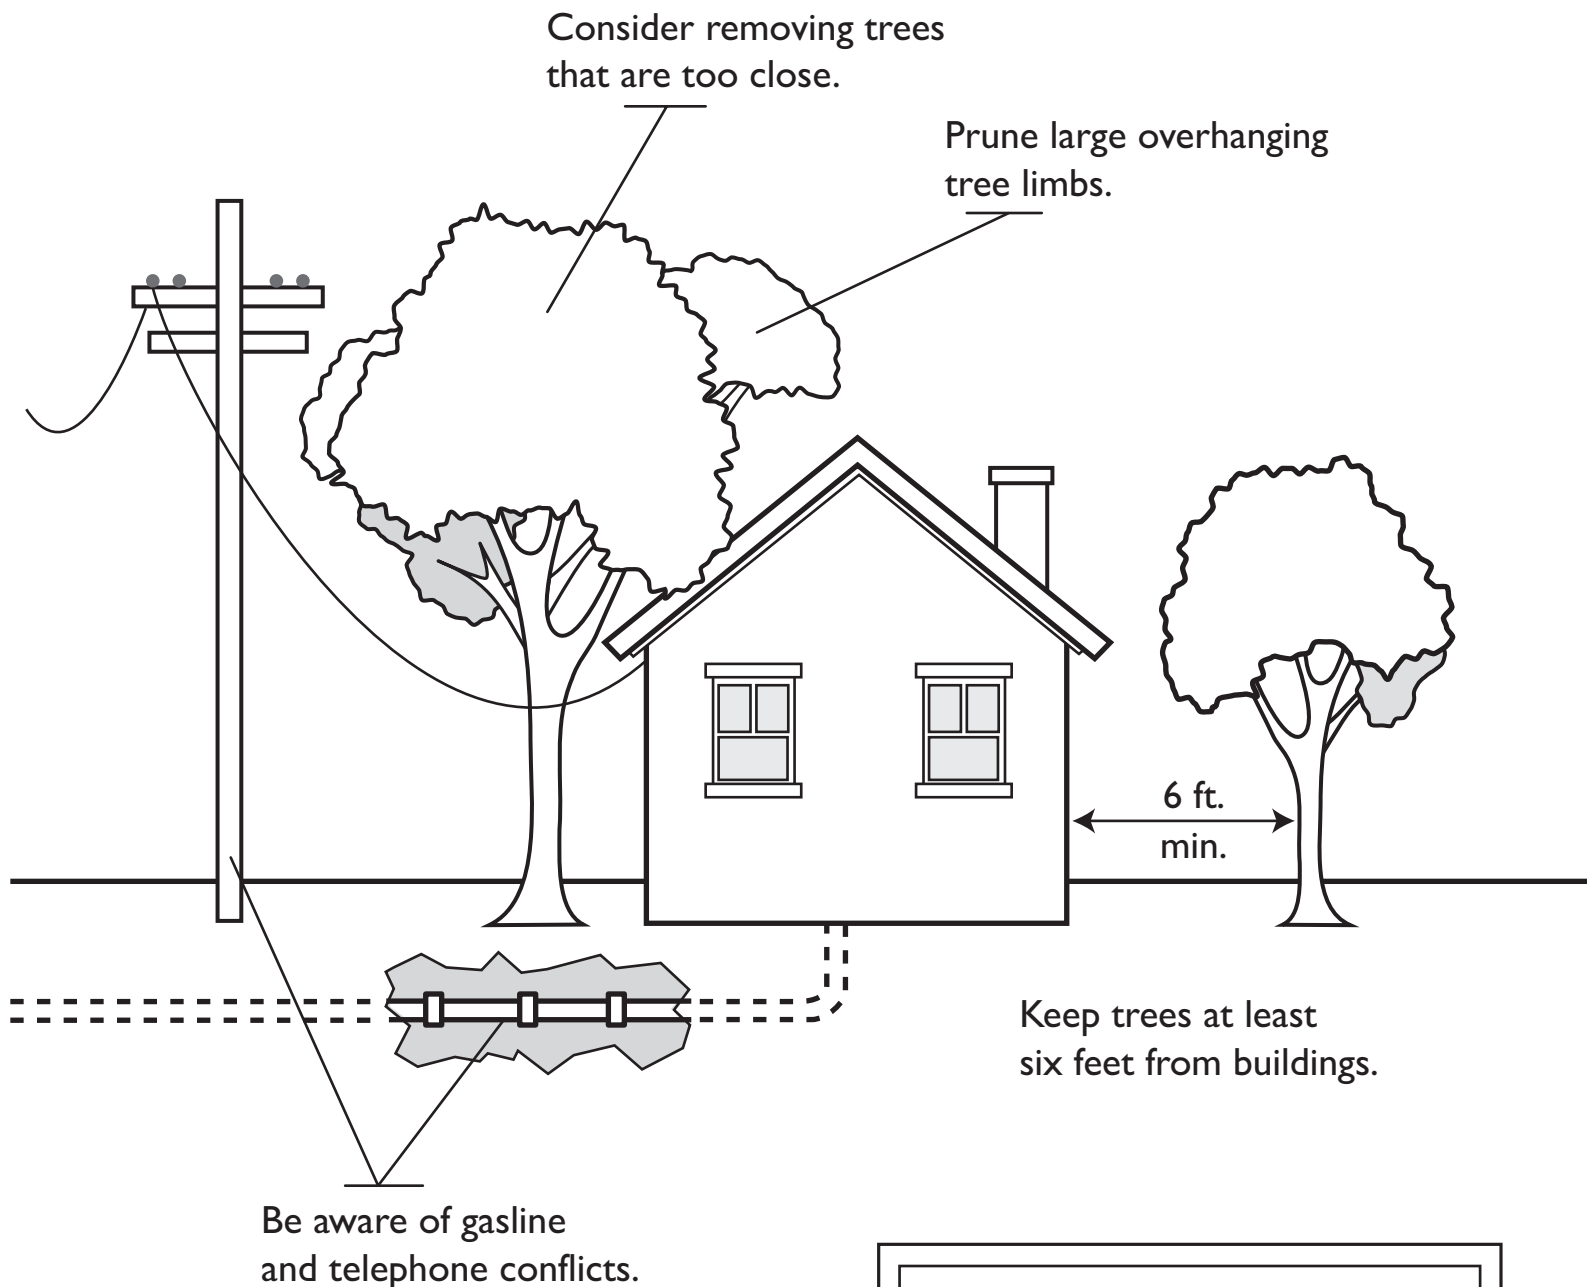 Consider removing trees
that are too close.
Prune large overhanging
tree limbs.
6 ft.
min.
Keep trees at least
six feet from buildings.
Be aware of gasline
and telephone conflicts.